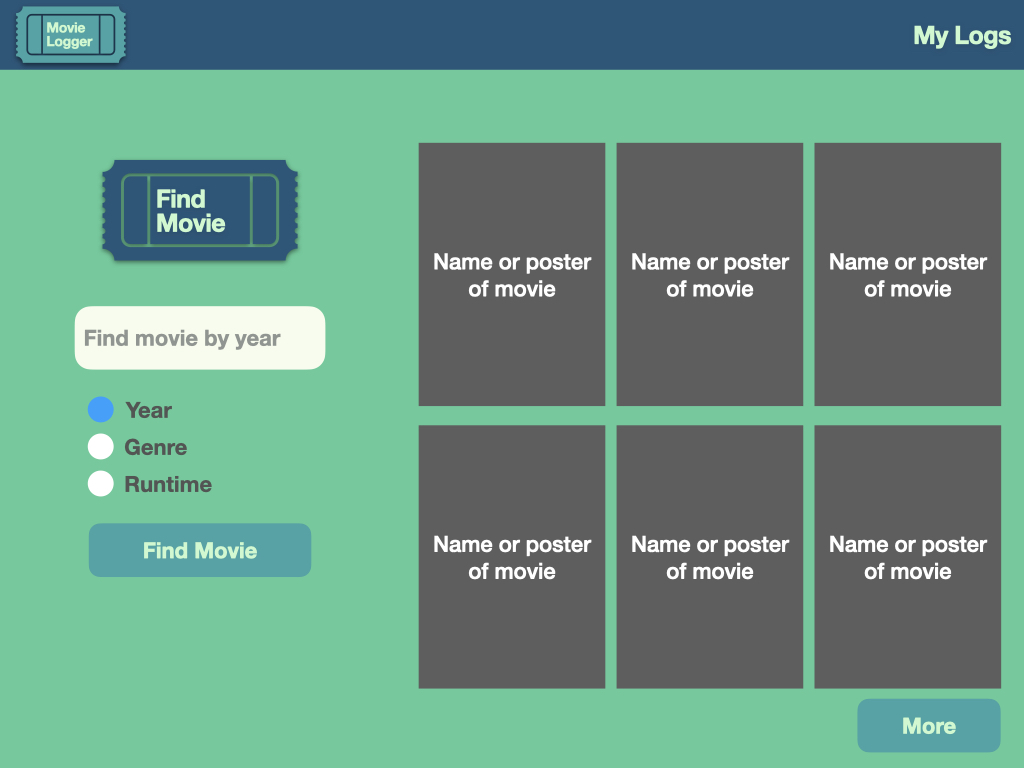 Movie
Logger
My Logs
Find
Movie
Find movie by year
Year
Genre
Runtime
Find Movie
Name or poster
of movie
Name or poster
of movie
Name or poster
of movie
Name or poster
of movie
Name or poster
of movie
Name or poster
of movie
More